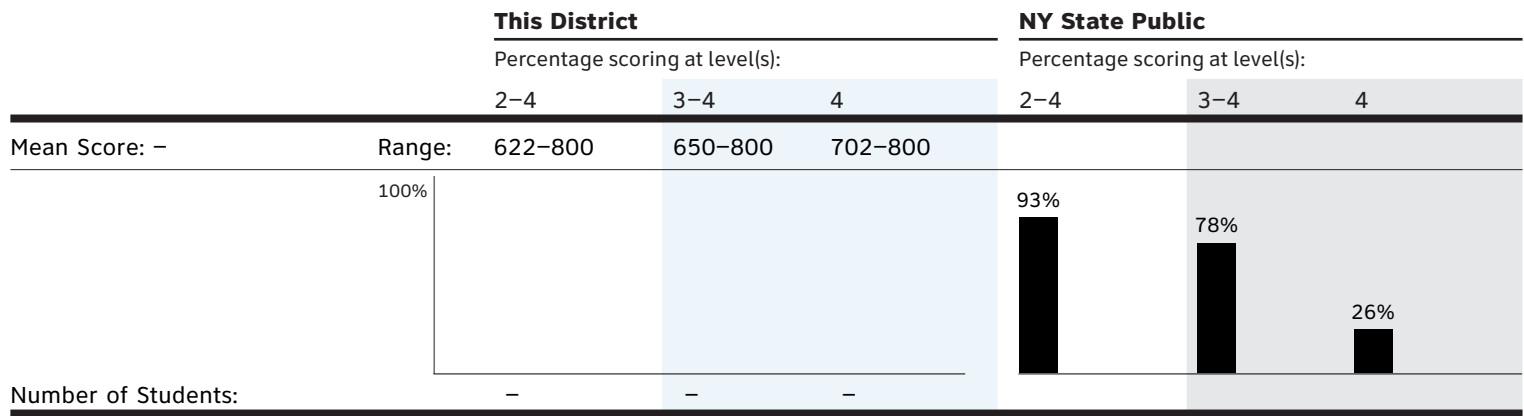 This District NY State Public
Percentage scoring at level(s): Percentage scoring at level(s):
2–4 3–4 4 2–4 3–4 4
Mean Score: – Range: 622–800 650–800 702–800
100%
93%
78%
26%
Number of Students: – – –